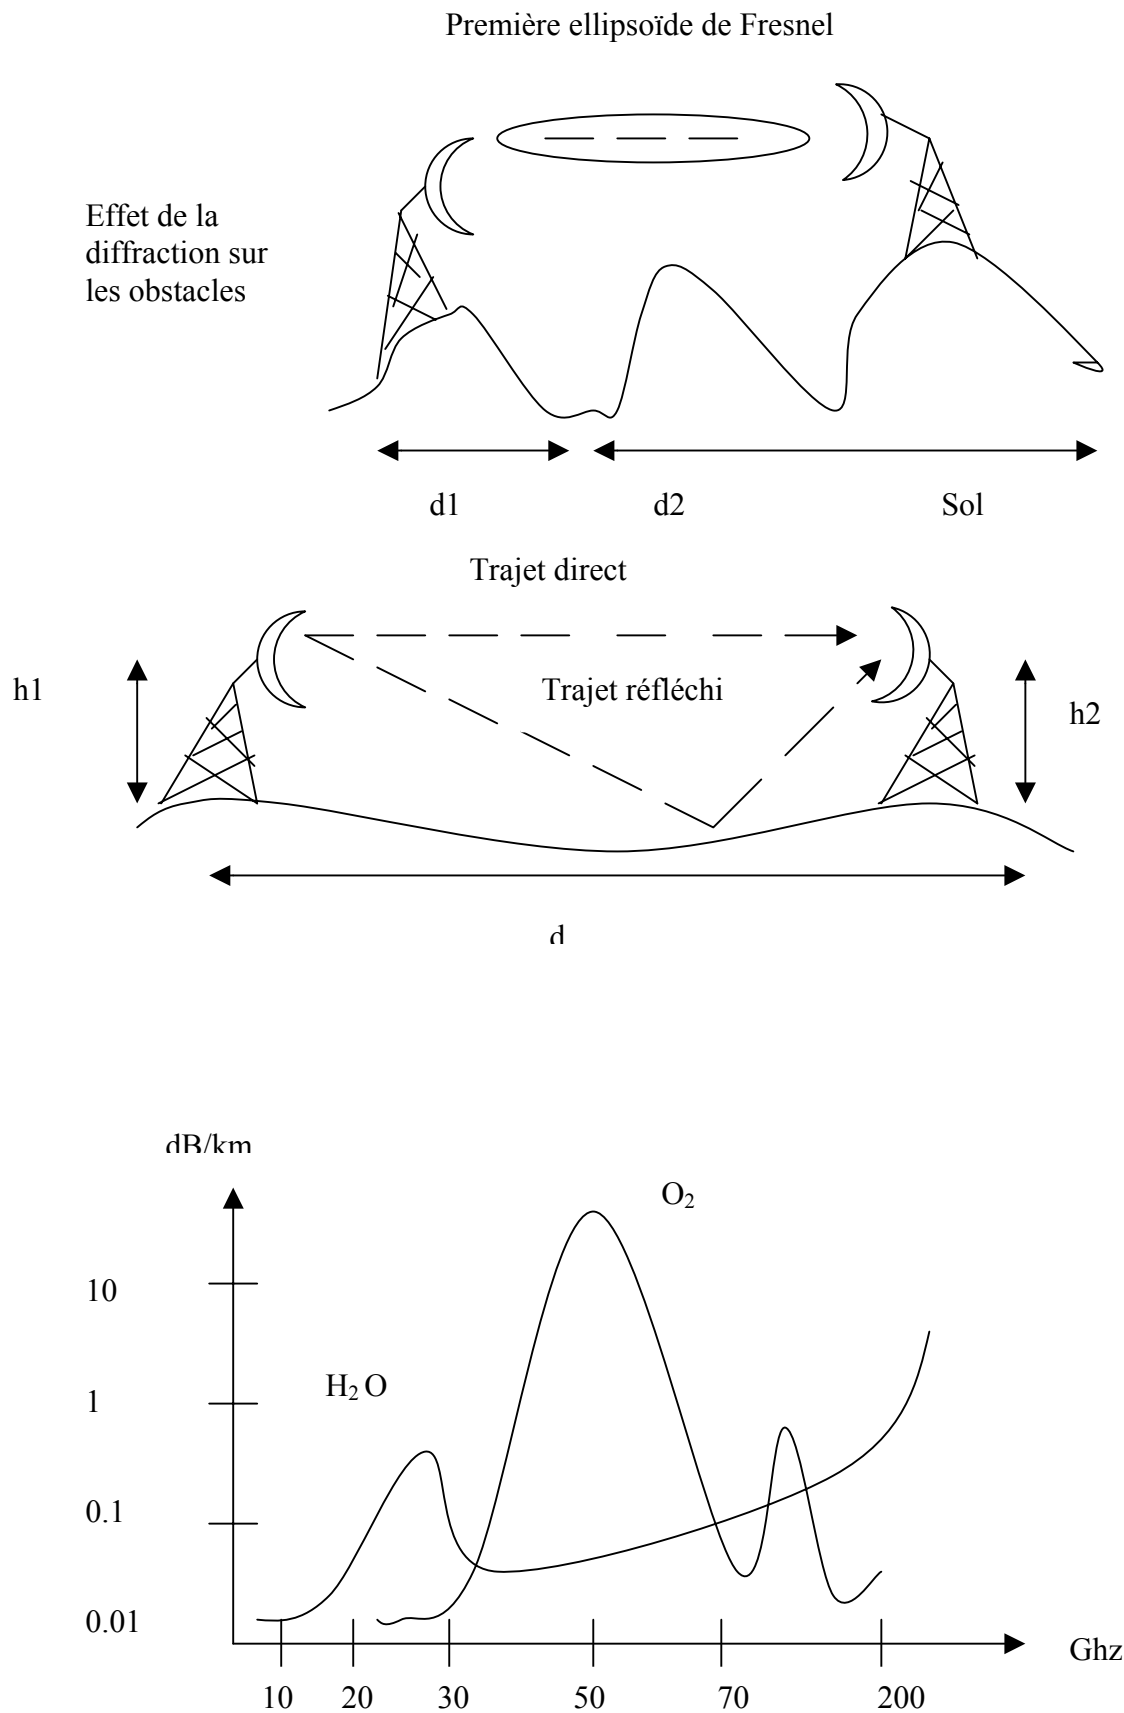 Première ellipsoïde de Fresnel
Effet de la
diffraction sur
les obstacles
d1
d2
Sol
Trajet direct
h1
Trajet réfléchi
h2
d
dB/km
O₂
10
H₂ O
1
0.1
0.01
Ghz
10 20 30 50 70 200